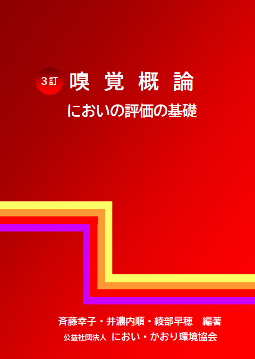 3訂
嗅覚概論
においの評価の基礎
斉藤幸子・井濃内順・綾部早穂 編著
公益社団法人 におい・かおり環境協会